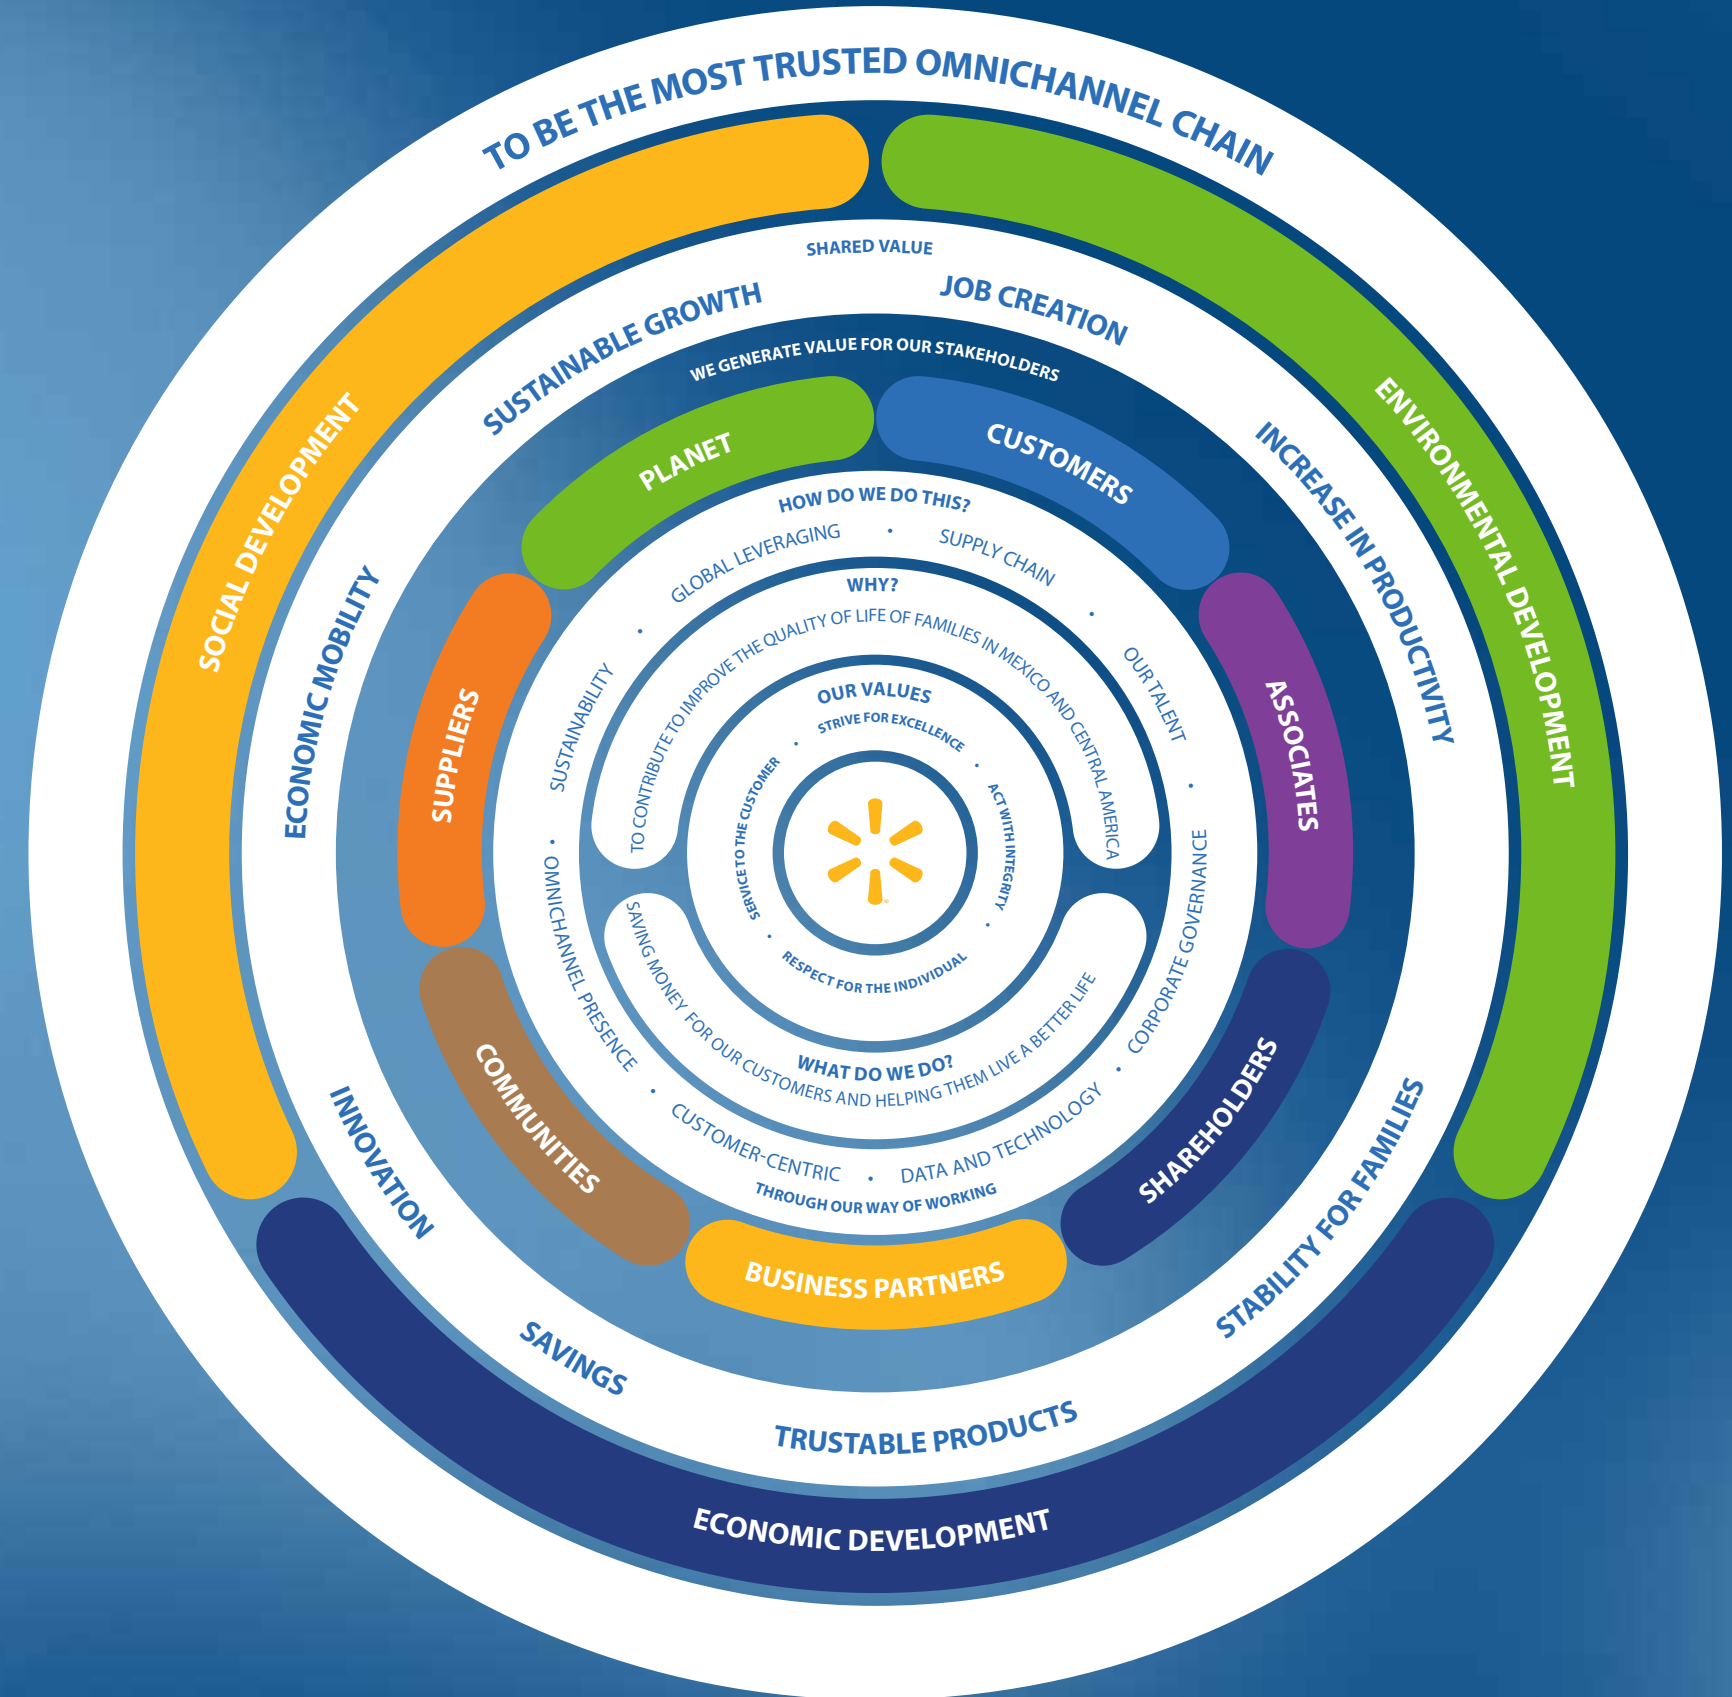 TO BE THE MOST TRUSTED OMNICHANNEL CHAIN
SOCIAL DEVELOPMENT
ENVIRONMENTAL DEVELOPMENT
ECONOMIC DEVELOPMENT
SHARED VALUE
SUSTAINABLE GROWTH
JOB CREATION
INCREASE IN PRODUCTIVITY
STABILITY FOR FAMILIES
TRUSTABLE PRODUCTS
SAVINGS
INNOVATION
ECONOMIC MOBILITY
WE GENERATE VALUE FOR OUR STAKEHOLDERS
PLANET
CUSTOMERS
ASSOCIATES
SHAREHOLDERS
BUSINESS PARTNERS
COMMUNITIES
SUPPLIERS
HOW DO WE DO THIS?
GLOBAL LEVERAGING • SUPPLY CHAIN • OUR TALENT • CORPORATE GOVERNANCE • DATA AND TECHNOLOGY • CUSTOMER-CENTRIC • OMNICHANNEL PRESENCE • SUSTAINABILITY •
THROUGH OUR WAY OF WORKING
WHY?
TO CONTRIBUTE TO IMPROVE THE QUALITY OF LIFE OF FAMILIES IN MEXICO AND CENTRAL AMERICA
WHAT DO WE DO?
SAVING MONEY FOR OUR CUSTOMERS AND HELPING THEM LIVE A BETTER LIFE
OUR VALUES
STRIVE FOR EXCELLENCE • ACT WITH INTEGRITY • RESPECT FOR THE INDIVIDUAL • SERVICE TO THE CUSTOMER •
®